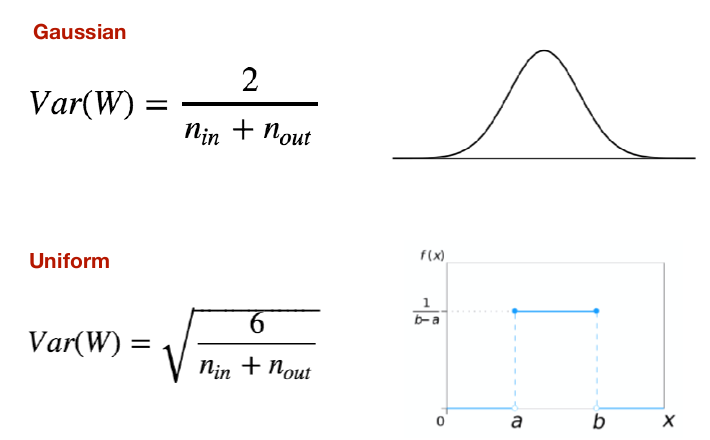 Gaussian
Var(W) = 2 / (n_in + n_out)
Uniform
Var(W) = √(6 / (n_in + n_out))
f(x)
1 / (b−a)
0 a b x